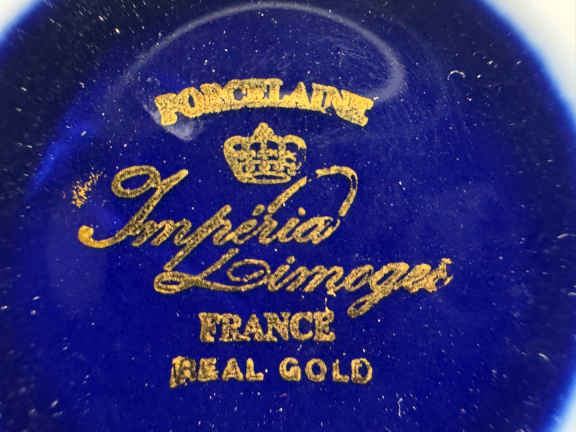 PORCELAINE
Impéria
Limoges
FRANCE
REAL GOLD